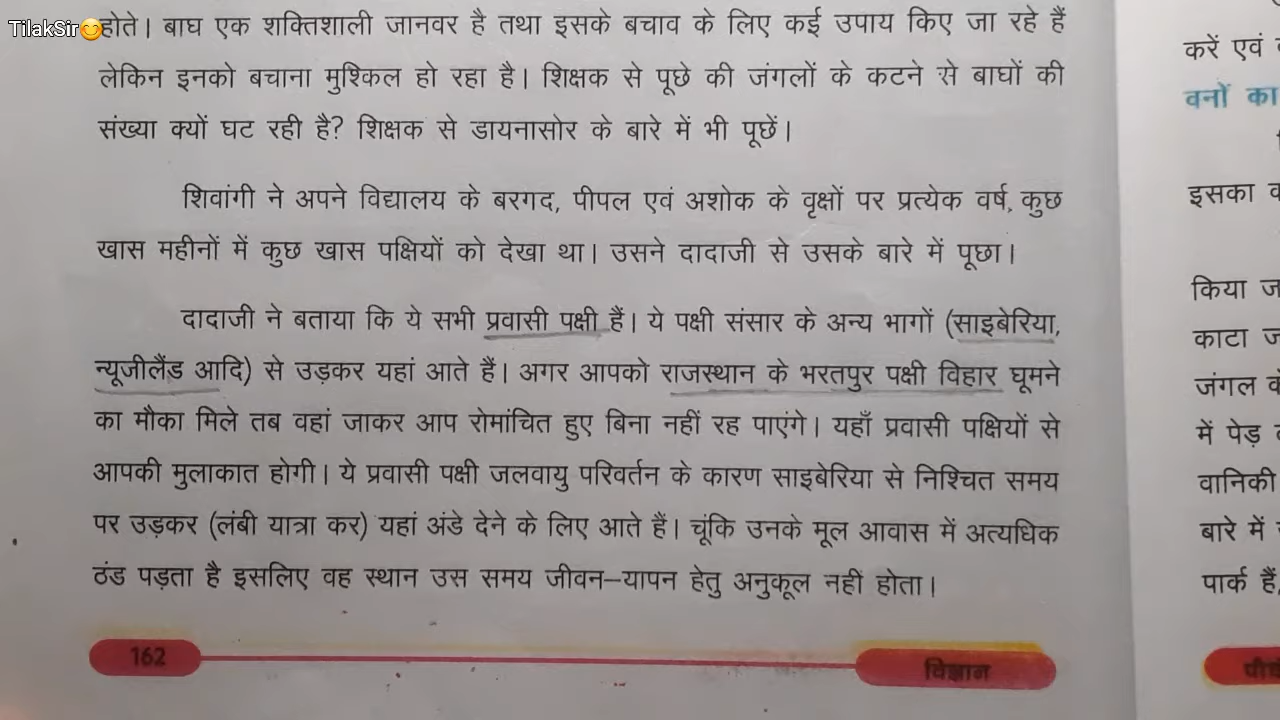 TilakSir😊
होते। बाघ एक शक्तिशाली जानवर है तथा इसके बचाव के लिए कई उपाय किए जा रहे हैं
लेकिन इनको बचाना मुश्किल हो रहा है। शिक्षक से पूछे की जंगलों के कटने से बाघों की
संख्या क्यों घट रही है? शिक्षक से डायनासोर के बारे में भी पूछें।
शिवांगी ने अपने विद्यालय के बरगद, पीपल एवं अशोक के वृक्षों पर प्रत्येक वर्ष, कुछ
खास महीनों में कुछ खास पक्षियों को देखा था। उसने दादाजी से उसके बारे में पूछा।
दादाजी ने बताया कि ये सभी प्रवासी पक्षी हैं। ये पक्षी संसार के अन्य भागों (साइबेरिया,
न्यूजीलैंड आदि) से उड़कर यहां आते हैं। अगर आपको राजस्थान के भरतपुर पक्षी विहार घूमने
का मौका मिले तब वहां जाकर आप रोमांचित हुए बिना नहीं रह पाएंगे। यहाँ प्रवासी पक्षियों से
आपकी मुलाकात होगी। ये प्रवासी पक्षी जलवायु परिवर्तन के कारण साइबेरिया से निश्चित समय
पर उड़कर (लंबी यात्रा कर) यहां अंडे देने के लिए आते हैं। चूंकि उनके मूल आवास में अत्यधिक
ठंड पड़ता है इसलिए वह स्थान उस समय जीवन–यापन हेतु अनुकूल नहीं होता।
162
विज्ञान
करें एवं
वनों का
इसका
किया
काटा
जंगल
में पेड़
वानिकी
बारे में
पार्क हैं,